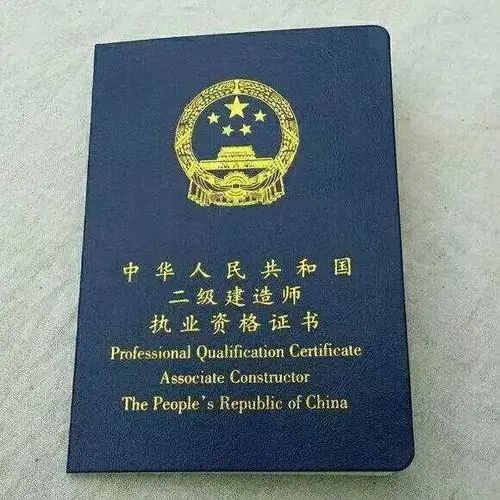 中华人民共和国
二级建造师
执业资格证书
Professional Qualification Certificate
Associate Constructor
The People's Republic of China